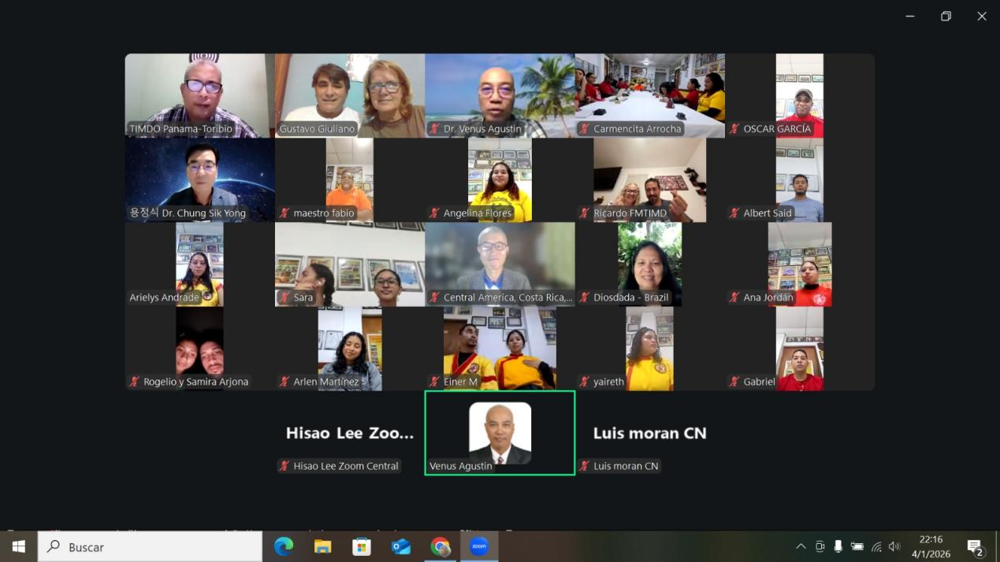 TIMDO Panama-Toribio
Gustavo Giuliano
Dr. Venus Agustin
Carmencita Arrocha
OSCAR GARCÍA
용정식 Dr. Chung Sik Yong
maestro fabio
Angelina Flores
Ricardo FMTIMD
Albert Said
Arielys Andrade
Sara
Central America, Costa Rica,...
Diosdada - Brazil
Ana Jordán
Rogelio y Samira Arjona
Arlen Martínez
Einer M
yaireth
Gabriel
Hisao Lee Zoo...
Luis moran CN
Hisao Lee Zoom Central
Venus Agustin
Luis moran CN
Buscar
zoom
22:16
4/1/2026
2